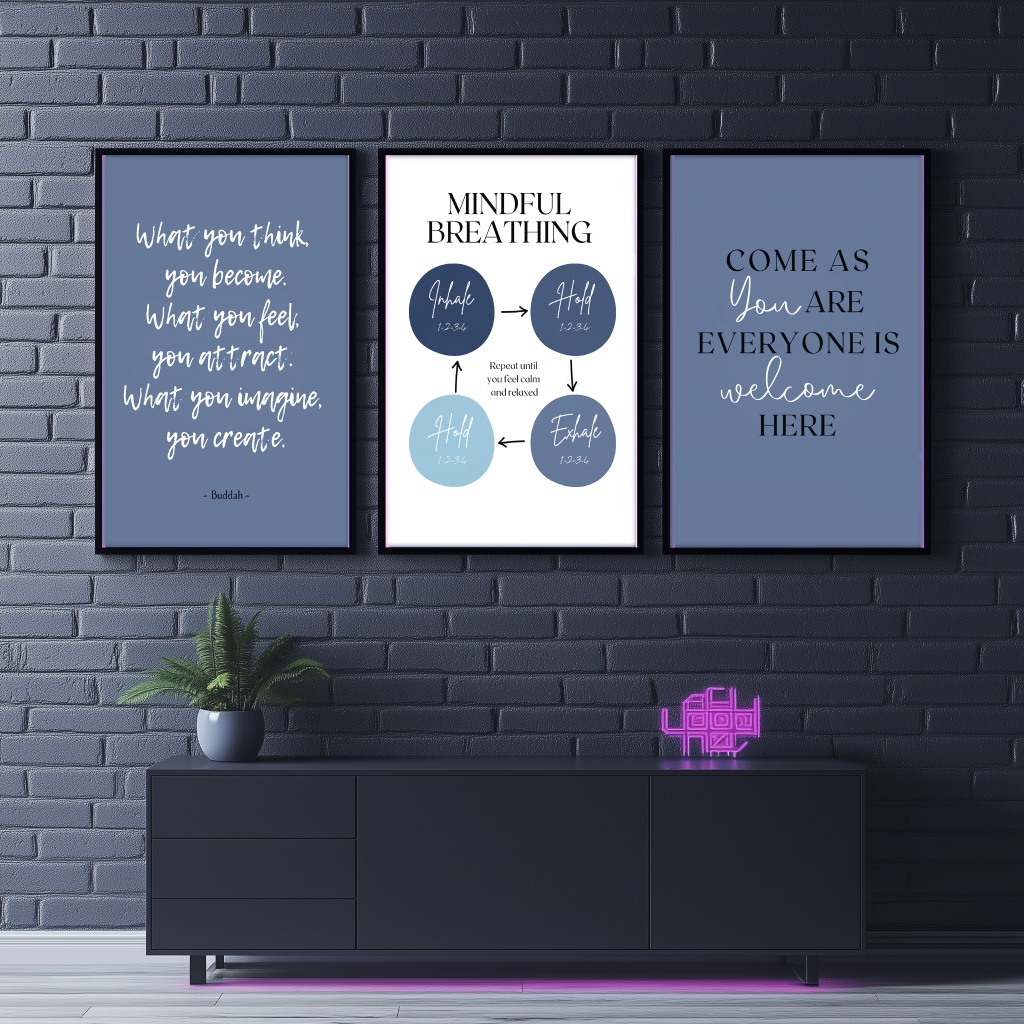 What you think,
you become.
What you feel,
you attract.
What you imagine,
you create.
- Buddah -
MINDFUL
BREATHING
Inhale
1-2-3-4
Hold
1-2-3-4
Repeat until
you feel calm
and relaxed
Hold
1-2-3-4
Exhale
1-2-3-4
COME AS
You ARE
EVERYONE IS
welcome
HERE